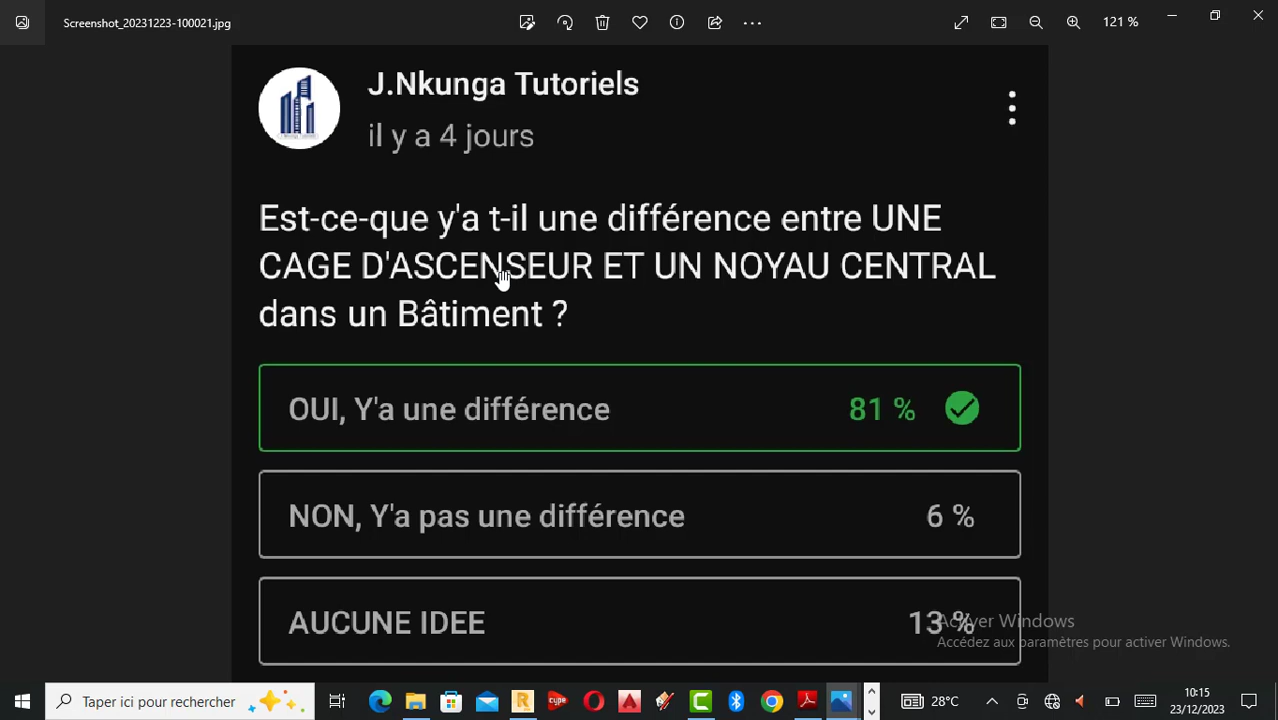 Screenshot_20231223-100021.jpg
121 %
J.Nkunga Tutoriels
il y a 4 jours
Est-ce-que y'a t-il une différence entre UNE
CAGE D'ASCENSEUR ET UN NOYAU CENTRAL
dans un Bâtiment ?
OUI, Y'a une différence
81 %
NON, Y'a pas une différence
6 %
AUCUNE IDEE
13 %
Activer Windows
Accédez aux paramètres pour activer Windows.
Taper ici pour rechercher
28°C
10:15
23/12/2023